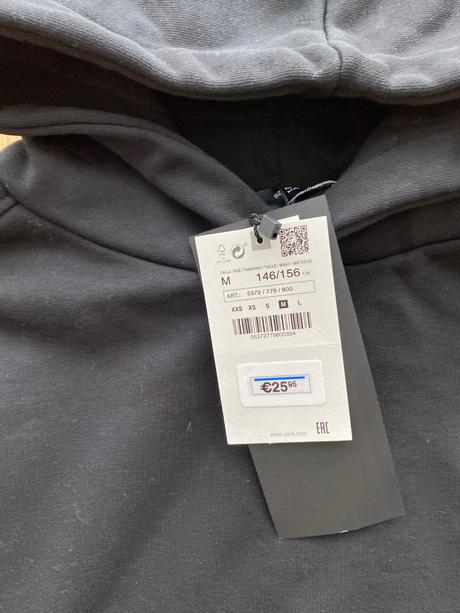 TALLA / SIZE / TAMANHO / TAILLE / MAAT / BEFEDGÉ
M 146/156 CM
ART.: 5372 / 779 / 800
XXS XS S M L
05372779800354
€25 95
www.zara.com EAC